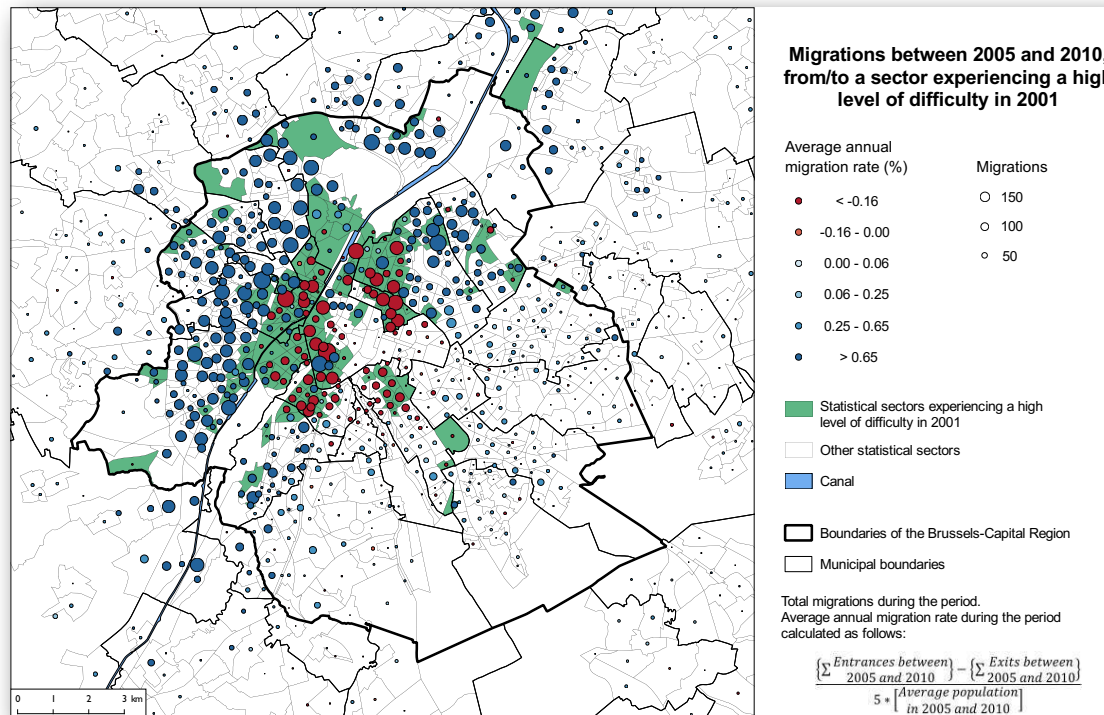 Migrations between 2005 and 2010,
from/to a sector experiencing a high
level of difficulty in 2001
Average annual
migration rate (%)
Migrations
< -0.16
-0.16 - 0.00
0.00 - 0.06
0.06 - 0.25
0.25 - 0.65
> 0.65
150
100
50
Statistical sectors experiencing a high
level of difficulty in 2001
Other statistical sectors
Canal
Boundaries of the Brussels-Capital Region
Municipal boundaries
Total migrations during the period.
Average annual migration rate during the period
calculated as follows:
{Σ Entrances between 2005 and 2010} − {Σ Exits between 2005 and 2010}
5 * [Average population in 2005 and 2010]
0 1 2 3 km